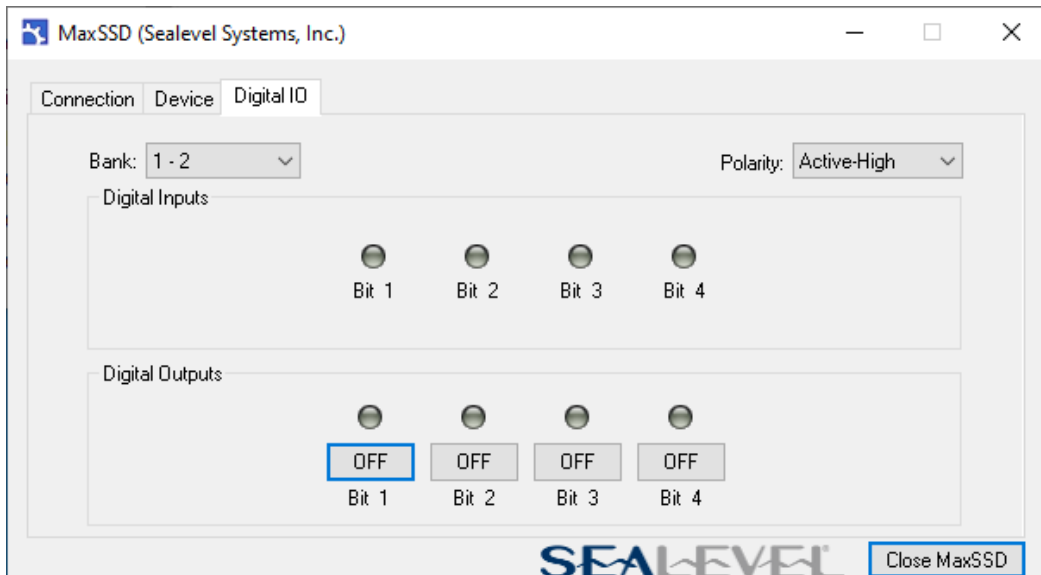 MaxSSD (Sealevel Systems, Inc.)
Connection Device Digital IO
Bank: 1 - 2 Polarity: Active-High
Digital Inputs
Bit 1 Bit 2 Bit 3 Bit 4
Digital Outputs
OFF OFF OFF OFF
Bit 1 Bit 2 Bit 3 Bit 4
SEALEVEL Close MaxSSD